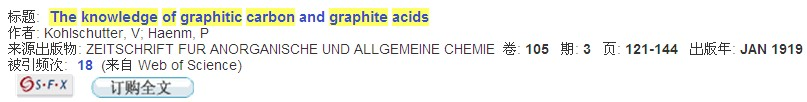 标题: The knowledge of graphitic carbon and graphite acids
作者: Kohlschutter, V; Haenm, P
来源出版物: ZEITSCHRIFT FUR ANORGANISCHE UND ALLGEMEINE CHEMIE 卷: 105 期: 3 页: 121-144 出版年: JAN 1919
被引频次: 18 (来自 Web of Science)
S·F·X 订购全文